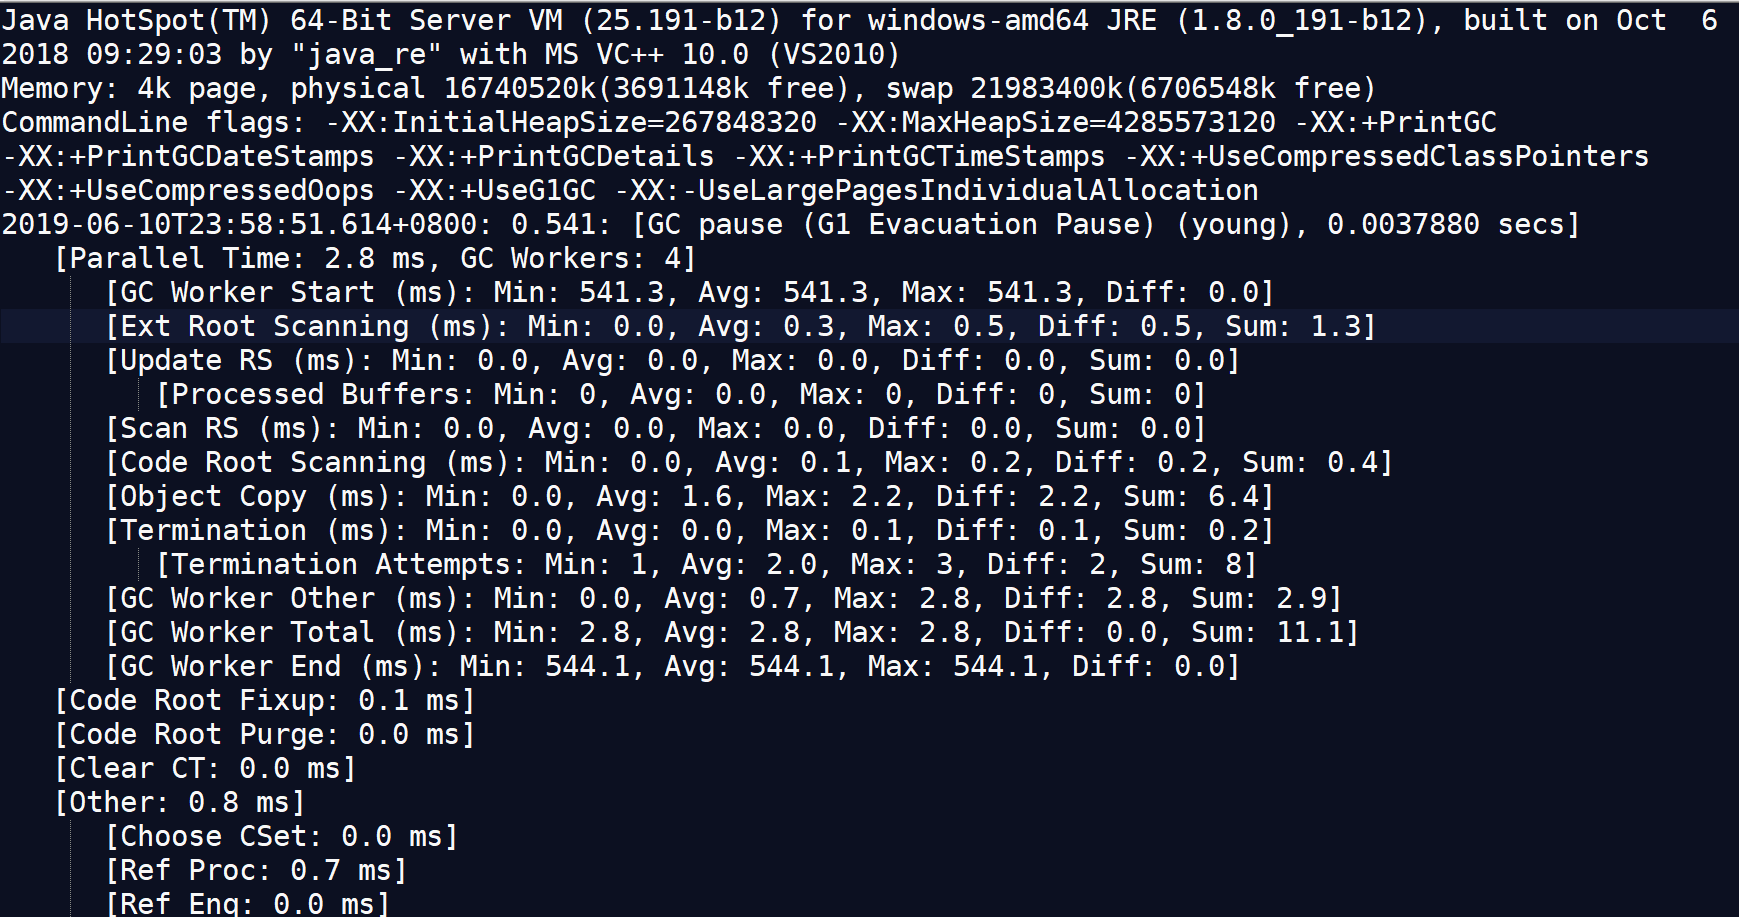 Java HotSpot(TM) 64-Bit Server VM (25.191-b12) for windows-amd64 JRE (1.8.0_191-b12), built on Oct  6
2018 09:29:03 by "java_re" with MS VC++ 10.0 (VS2010)
Memory: 4k page, physical 16740520k(3691148k free), swap 21983400k(6706548k free)
CommandLine flags: -XX:InitialHeapSize=267848320 -XX:MaxHeapSize=4285573120 -XX:+PrintGC
-XX:+PrintGCDateStamps -XX:+PrintGCDetails -XX:+PrintGCTimeStamps -XX:+UseCompressedClassPointers
-XX:+UseCompressedOops -XX:+UseG1GC -XX:-UseLargePagesIndividualAllocation
2019-06-10T23:58:51.614+0800: 0.541: [GC pause (G1 Evacuation Pause) (young), 0.0037880 secs]
   [Parallel Time: 2.8 ms, GC Workers: 4]
      [GC Worker Start (ms): Min: 541.3, Avg: 541.3, Max: 541.3, Diff: 0.0]
      [Ext Root Scanning (ms): Min: 0.0, Avg: 0.3, Max: 0.5, Diff: 0.5, Sum: 1.3]
      [Update RS (ms): Min: 0.0, Avg: 0.0, Max: 0.0, Diff: 0.0, Sum: 0.0]
         [Processed Buffers: Min: 0, Avg: 0.0, Max: 0, Diff: 0, Sum: 0]
      [Scan RS (ms): Min: 0.0, Avg: 0.0, Max: 0.0, Diff: 0.0, Sum: 0.0]
      [Code Root Scanning (ms): Min: 0.0, Avg: 0.1, Max: 0.2, Diff: 0.2, Sum: 0.4]
      [Object Copy (ms): Min: 0.0, Avg: 1.6, Max: 2.2, Diff: 2.2, Sum: 6.4]
      [Termination (ms): Min: 0.0, Avg: 0.0, Max: 0.1, Diff: 0.1, Sum: 0.2]
         [Termination Attempts: Min: 1, Avg: 2.0, Max: 3, Diff: 2, Sum: 8]
      [GC Worker Other (ms): Min: 0.0, Avg: 0.7, Max: 2.8, Diff: 2.8, Sum: 2.9]
      [GC Worker Total (ms): Min: 2.8, Avg: 2.8, Max: 2.8, Diff: 0.0, Sum: 11.1]
      [GC Worker End (ms): Min: 544.1, Avg: 544.1, Max: 544.1, Diff: 0.0]
   [Code Root Fixup: 0.1 ms]
   [Code Root Purge: 0.0 ms]
   [Clear CT: 0.0 ms]
   [Other: 0.8 ms]
      [Choose CSet: 0.0 ms]
      [Ref Proc: 0.7 ms]
      [Ref Enq: 0.0 ms]